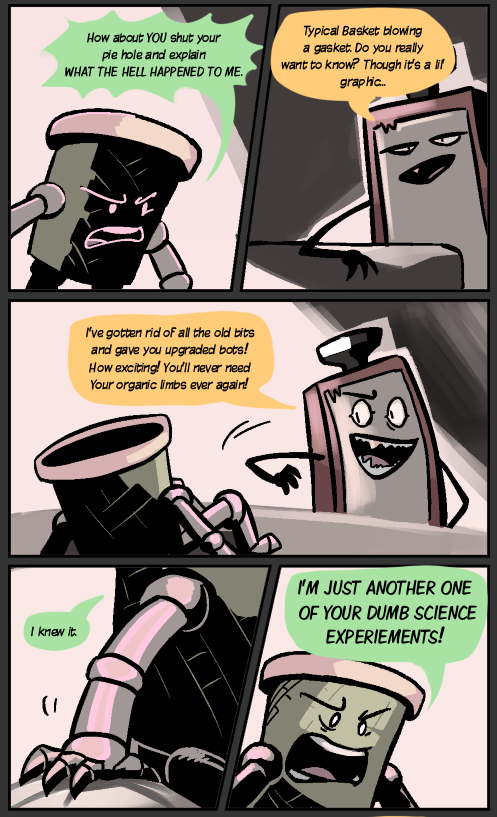 How about YOU shut your
pie hole and explain
WHAT THE HELL HAPPENED TO ME.
Typical Basket blowing
a gasket. Do you really
want to know? Though it's a lil'
graphic...
I've gotten rid of all the old bits
and gave you upgraded bots!
How exciting! You'll never need
Your organic limbs ever again!
I knew it.
I'M JUST ANOTHER ONE
OF YOUR DUMB SCIENCE
EXPERIEMENTS!